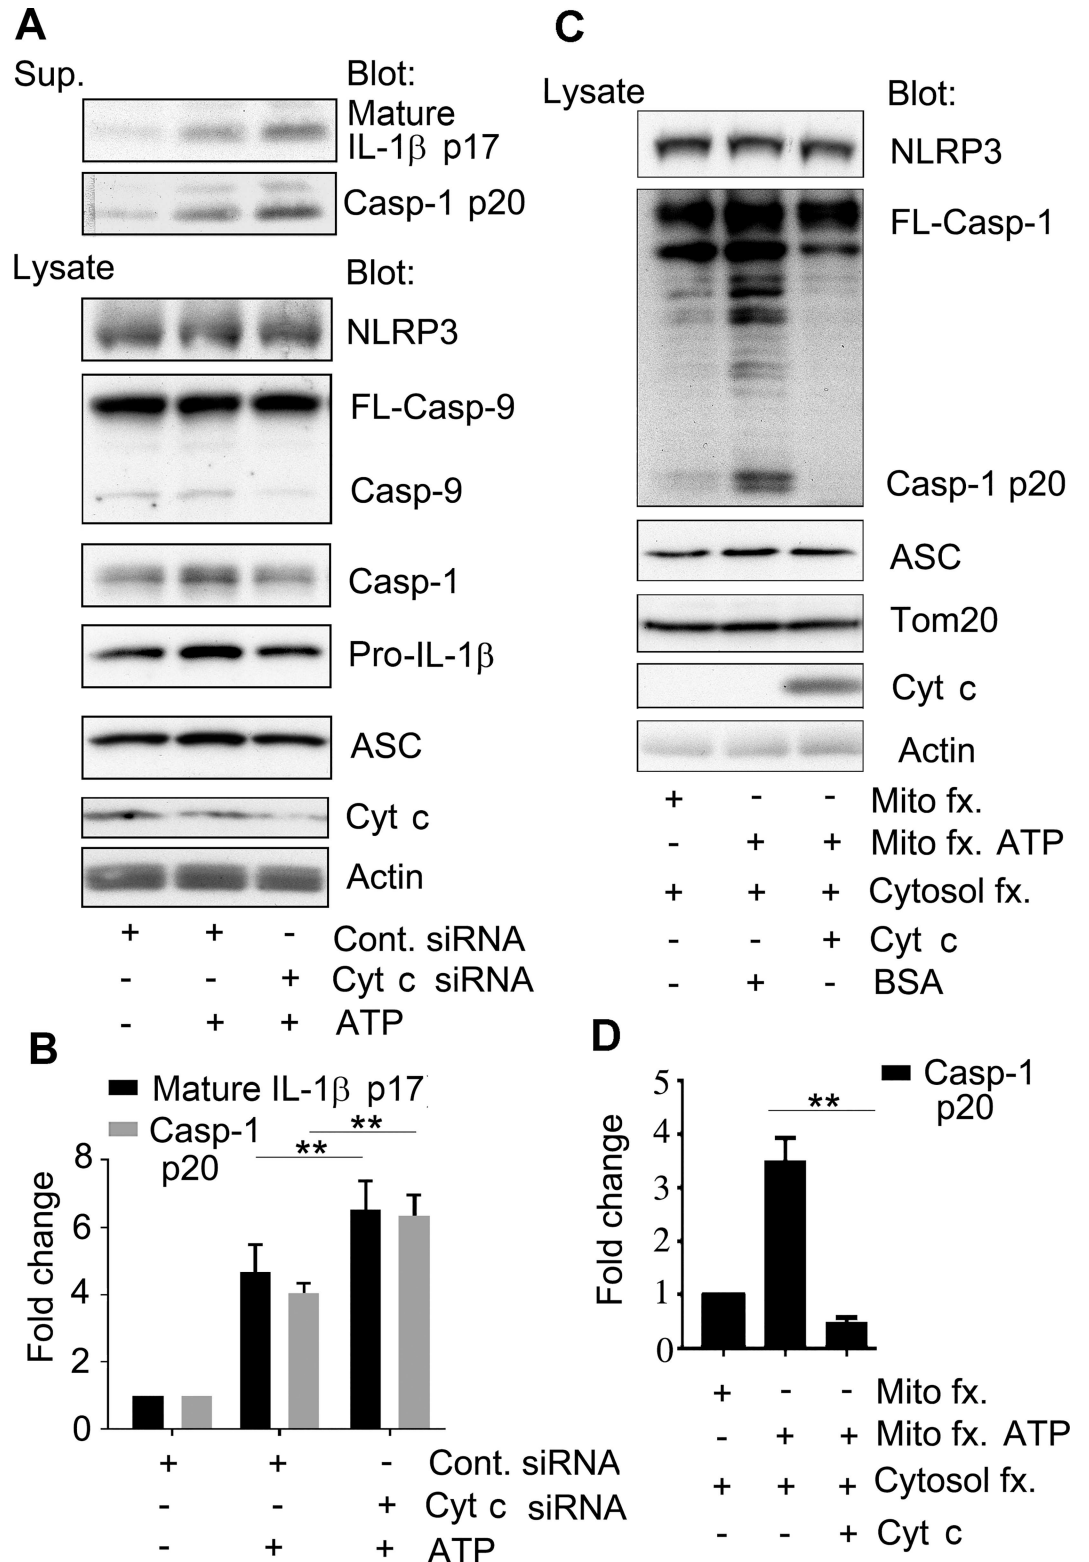 A
Sup.
Blot:
Mature
IL-1β p17
Casp-1 p20
Lysate
Blot:
NLRP3
FL-Casp-9
Casp-9
Casp-1
Pro-IL-1β
ASC
Cyt c
Actin
+ + - Cont. siRNA
- - + Cyt c siRNA
- + + ATP
B
Mature IL-1β p17
Casp-1
p20
**
**
Fold change
8
6
4
2
0
+ + - Cont. siRNA
- - + Cyt c siRNA
- + + ATP
C
Lysate
Blot:
NLRP3
FL-Casp-1
Casp-1 p20
ASC
Tom20
Cyt c
Actin
+ - - Mito fx.
- + + Mito fx. ATP
+ + + Cytosol fx.
- - + Cyt c
- + - BSA
D
Casp-1
p20
**
Fold change
5
4
3
2
1
0
+ - - Mito fx.
- + + Mito fx. ATP
+ + + Cytosol fx.
- - + Cyt c